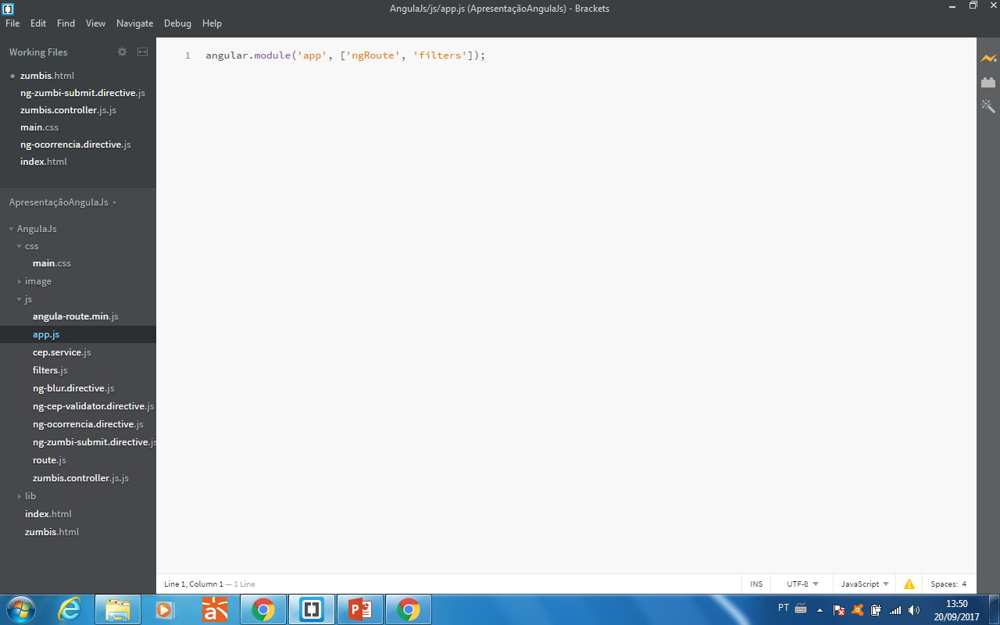 AngulaJs/js/app.js (ApresentaçãoAngulaJs) - Brackets
File Edit Find View Navigate Debug Help
Working Files
zumbis.html
ng-zumbi-submit.directive.js
zumbis.controller.js.js
main.css
ng-ocorrencia.directive.js
index.html
ApresentaçãoAngulaJs
AngulaJs
css
main.css
image
js
angula-route.min.js
app.js
cep.service.js
filters.js
ng-blur.directive.js
ng-cep-validator.directive.js
ng-ocorrencia.directive.js
ng-zumbi-submit.directive.js
route.js
zumbis.controller.js.js
lib
index.html
zumbis.html
1 angular.module('app', ['ngRoute', 'filters']);
Line 1, Column 1 — 1 Line INS UTF-8 JavaScript Spaces: 4
PT
13:50
20/09/2017